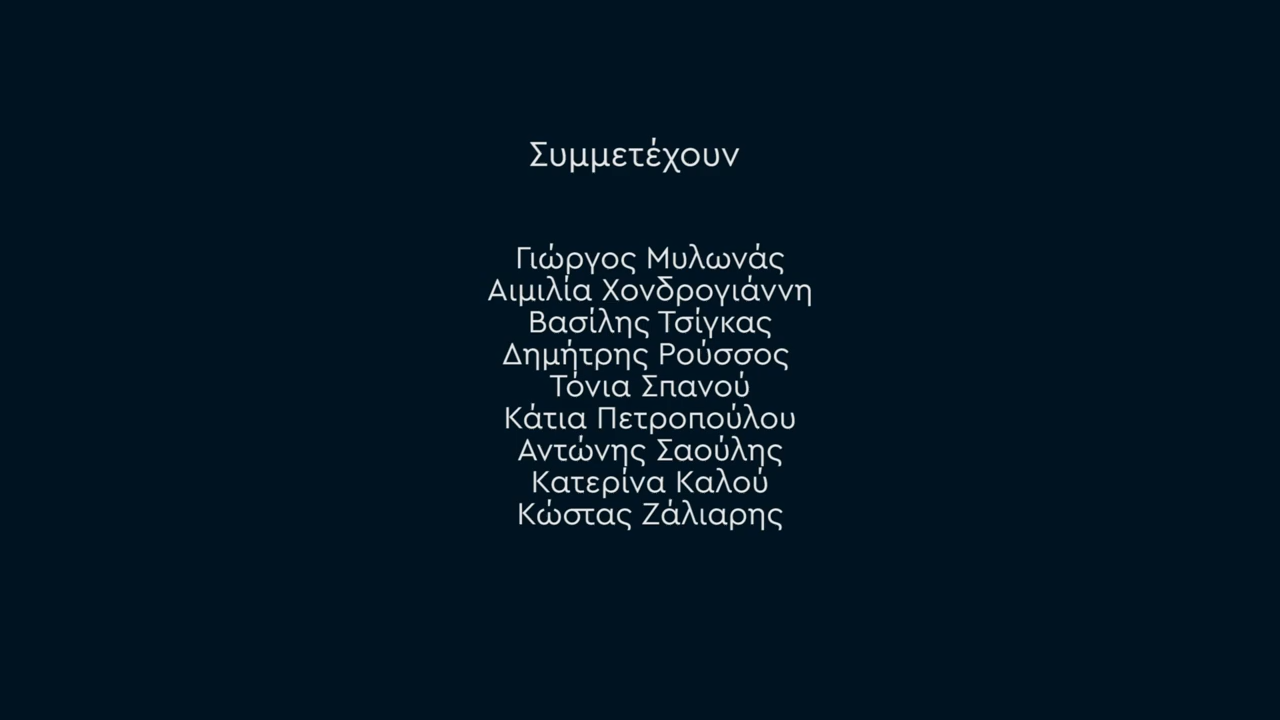 Συμμετέχουν
Γιώργος Μυλωνάς
Αιμιλία Χονδρογιάννη
Βασίλης Τσίγκας
Δημήτρης Ρούσσος
Τόνια Σπανού
Κάτια Πετροπούλου
Αντώνης Σαούλης
Κατερίνα Καλού
Κώστας Ζάλιαρης